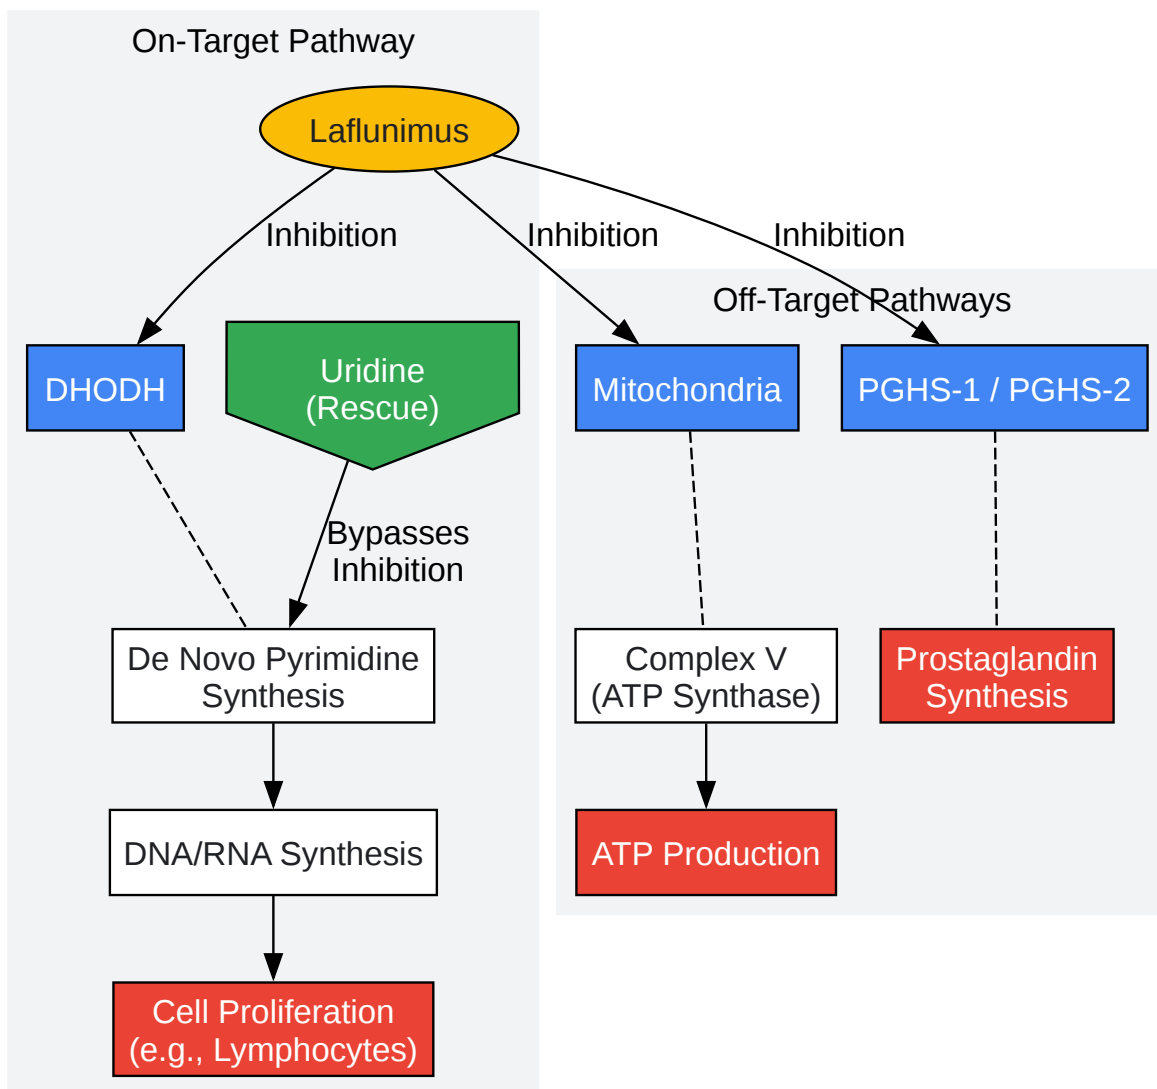 On-Target Pathway
Laflunimus
Inhibition
Inhibition
Inhibition
Off-Target Pathways
DHODH
Uridine
(Rescue)
Mitochondria
PGHS-1 / PGHS-2
Bypasses
Inhibition
De Novo Pyrimidine
Synthesis
Complex V
(ATP Synthase)
Prostaglandin
Synthesis
DNA/RNA Synthesis
ATP Production
Cell Proliferation
(e.g., Lymphocytes)